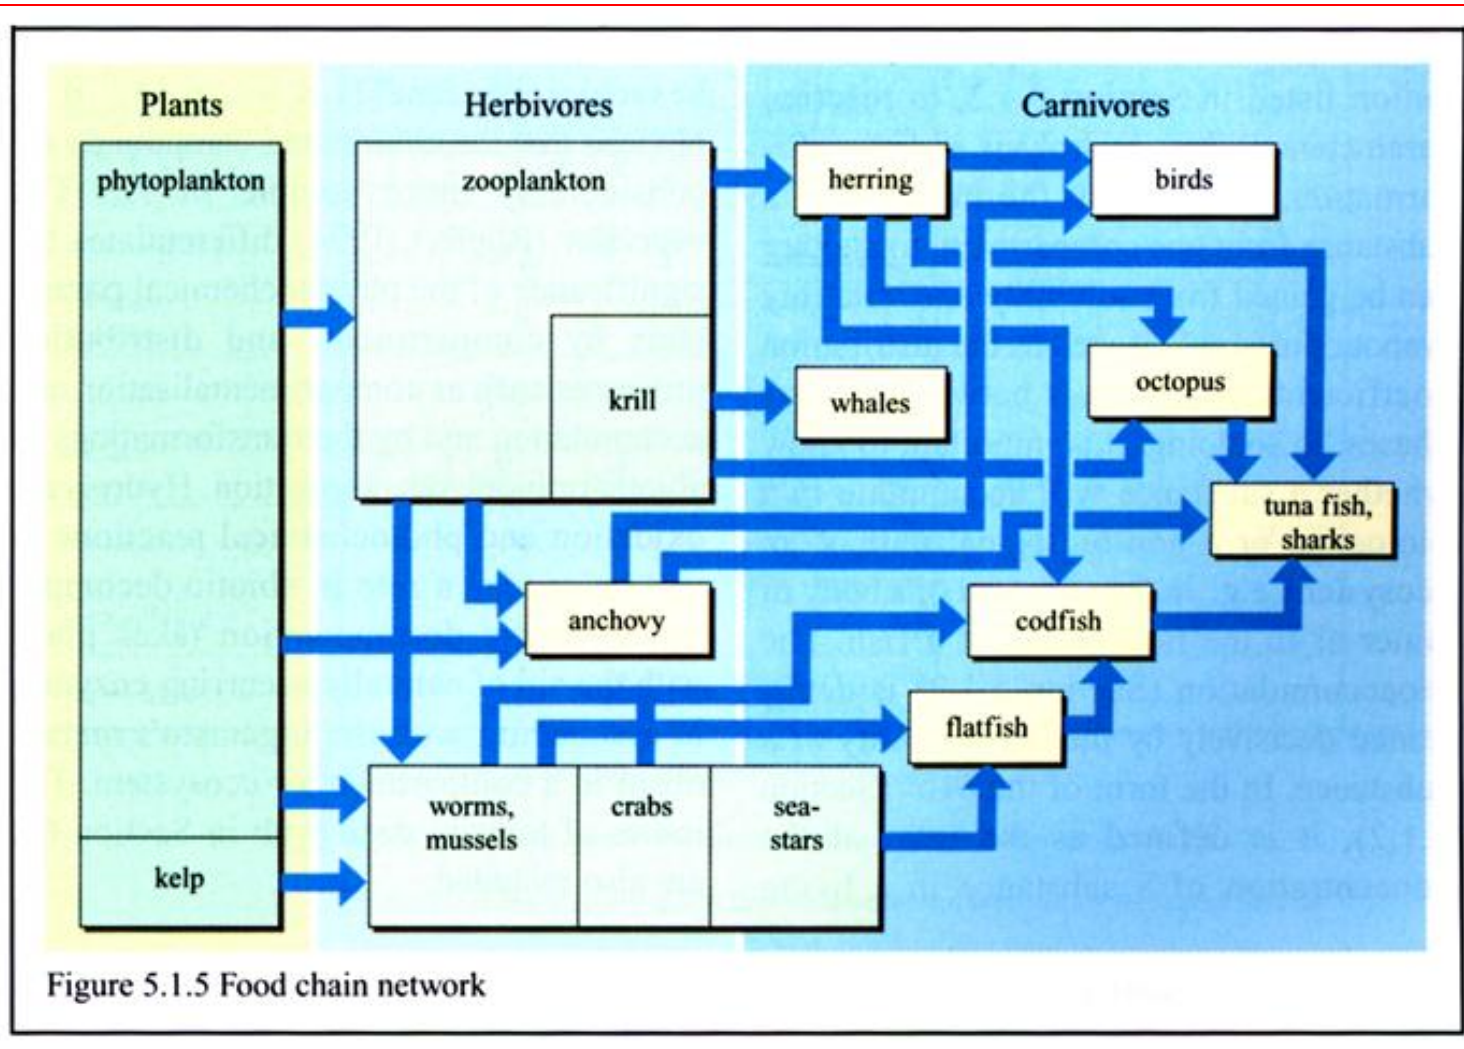 Plants
Herbivores
Carnivores
phytoplankton
zooplankton
herring
birds
krill
whales
octopus
tuna fish,
sharks
anchovy
codfish
flatfish
worms,
mussels
crabs
sea-
stars
kelp
Figure 5.1.5 Food chain network